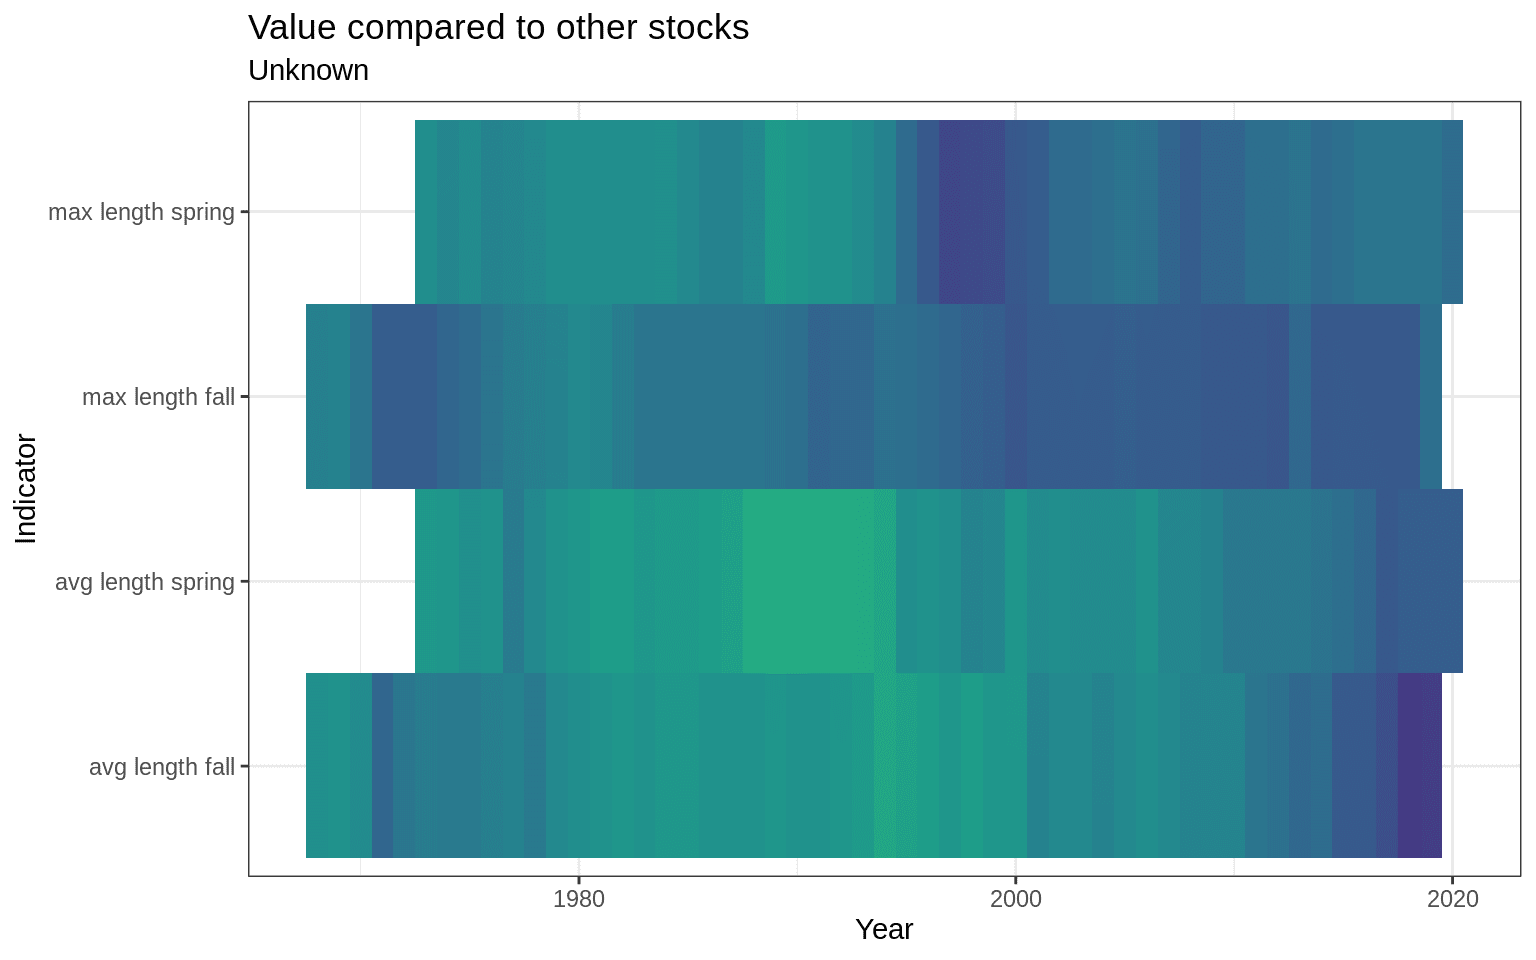 Value compared to other stocks
Unknown
max length spring
max length fall
avg length spring
avg length fall
Indicator
1980
2000
2020
Year